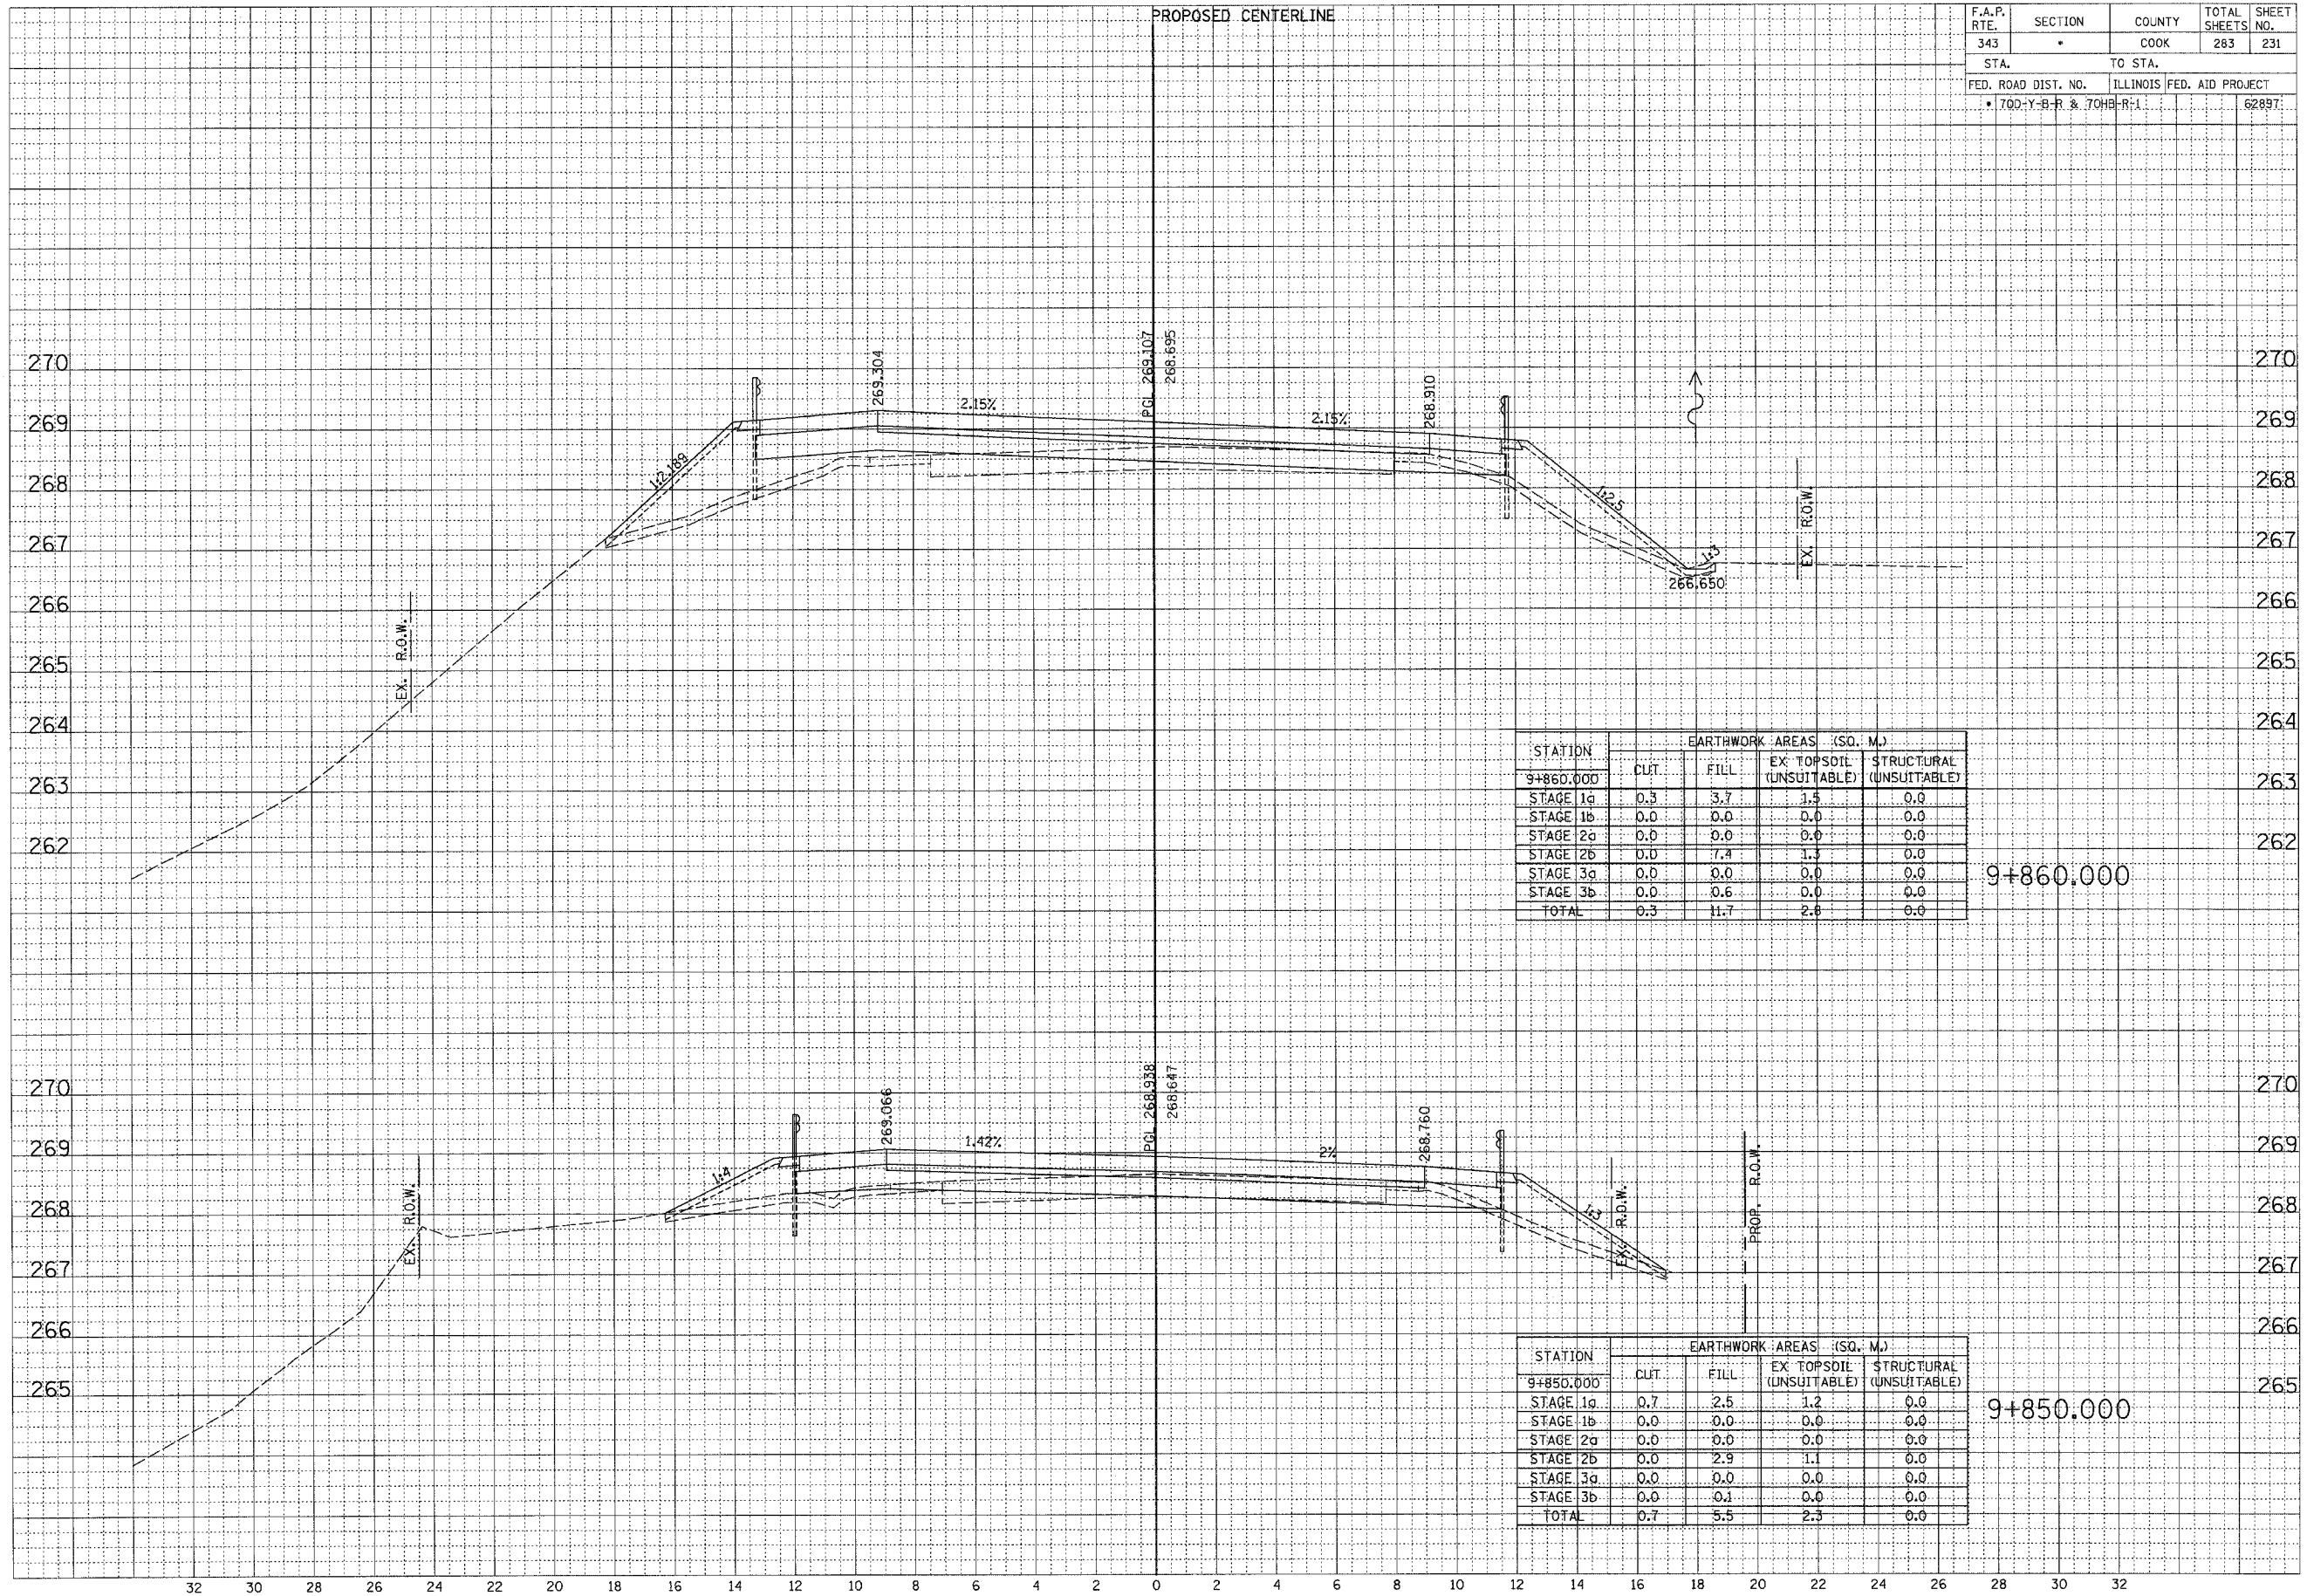 PROPOSED CENTERLINE
F.A.P. RTE. SECTION COUNTY TOTAL SHEETS SHEET NO.
343 * COOK 283 231
STA. TO STA.
FED. ROAD DIST. NO. ILLINOIS FED. AID PROJECT
* 70D-Y-B-R & 70HB-R-1 62897
270 270
269 269
268 268
267 267
266 266
265 265
264 264
263 263
262 262
269.304
2.15%
PGL 269.107
268.695
2.15%
268.910
1:2.189
1:2.5
1:3
266.650
EX. R.O.W.
EX. R.O.W.
STATION EARTHWORK AREAS (SQ. M.)
9+860.000 CUT FILL EX TOPSOIL (UNSUITABLE) STRUCTURAL (UNSUITABLE)
STAGE 1a 0.3 3.7 1.5 0.0
STAGE 1b 0.0 0.0 0.0 0.0
STAGE 2a 0.0 0.0 0.0 0.0
STAGE 2b 0.0 7.4 1.3 0.0
STAGE 3a 0.0 0.0 0.0 0.0
STAGE 3b 0.0 0.6 0.0 0.0
TOTAL 0.3 11.7 2.8 0.0
9+860.000
270 270
269 269
268 268
267 267
266 266
265 265
269.066
1.42%
PGL 268.938
268.647
2%
268.760
1:4
1:3
EX. R.O.W.
EX. R.O.W.
PROP. R.O.W.
STATION EARTHWORK AREAS (SQ. M.)
9+850.000 CUT FILL EX TOPSOIL (UNSUITABLE) STRUCTURAL (UNSUITABLE)
STAGE 1a 0.7 2.5 1.2 0.0
STAGE 1b 0.0 0.0 0.0 0.0
STAGE 2a 0.0 0.0 0.0 0.0
STAGE 2b 0.0 2.9 1.1 0.0
STAGE 3a 0.0 0.0 0.0 0.0
STAGE 3b 0.0 0.1 0.0 0.0
TOTAL 0.7 5.5 2.3 0.0
9+850.000
32 30 28 26 24 22 20 18 16 14 12 10 8 6 4 2 0 2 4 6 8 10 12 14 16 18 20 22 24 26 28 30 32